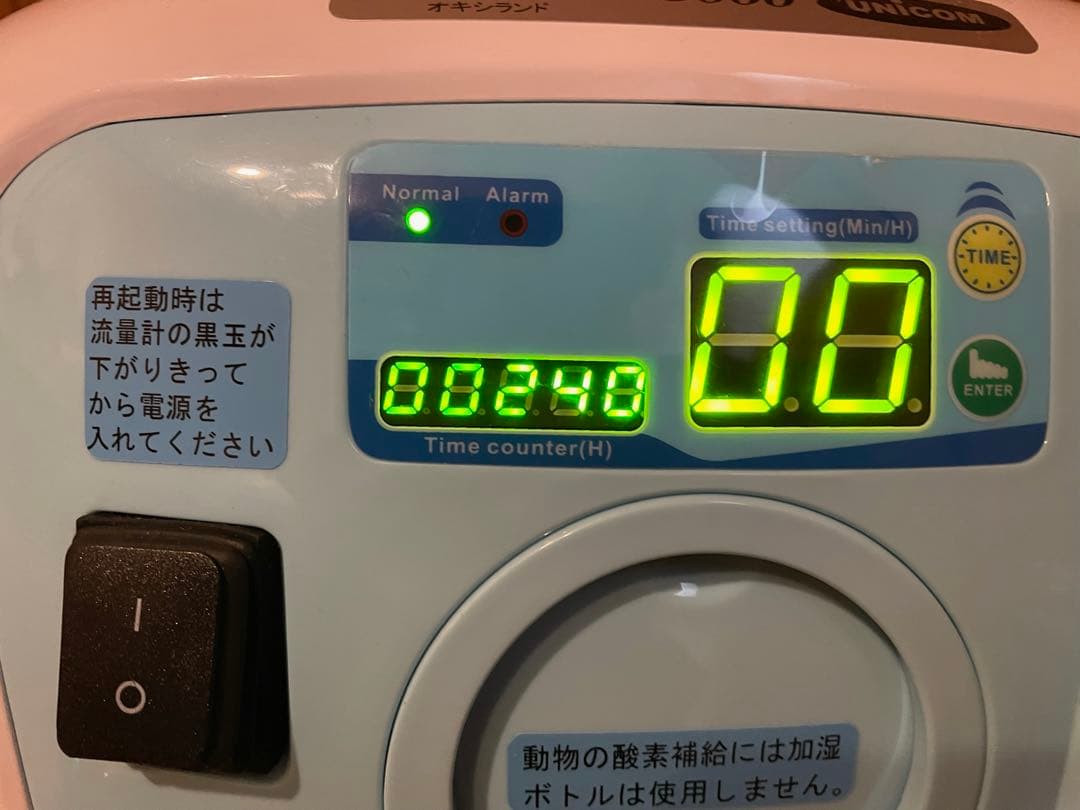 オキシランド
UNICOM
Normal Alarm
Time setting(Min/H)
TIME
00
00240
Time counter(H)
ENTER
再起動時は
流量計の黒玉が
下がりきって
から電源を
入れてください
動物の酸素補給には加湿
ボトルは使用しません。